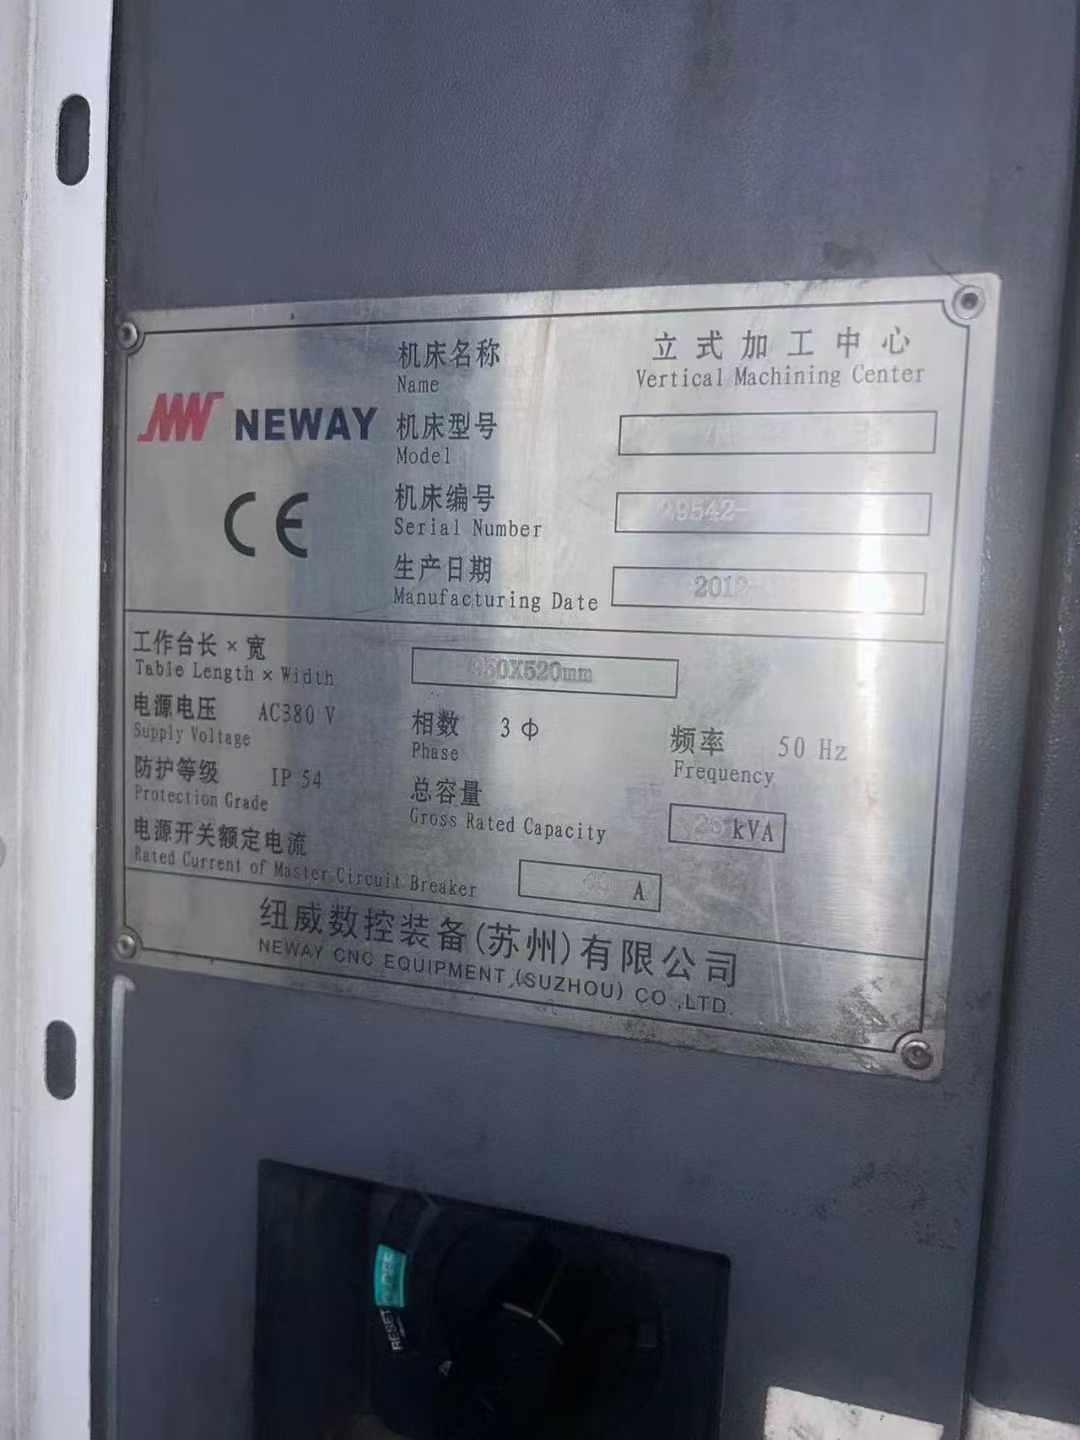 NEWAY
CE
机床名称 立式加工中心
Name Vertical Machining Center
机床型号
Model
机床编号
Serial Number
生产日期
Manufacturing Date
工作台长×宽
Table Length × Width
电源电压 AC380 V 相数 3 φ 频率 50 Hz
Supply Voltage Phase Frequency
防护等级 IP 54 总容量 kVA
Protection Grade Gross Rated Capacity
电源开关额定电流 A
Rated Current of Master Circuit Breaker
纽威数控装备(苏州)有限公司
NEWAY CNC EQUIPMENT,(SUZHOU) CO.,LTD.
RESET